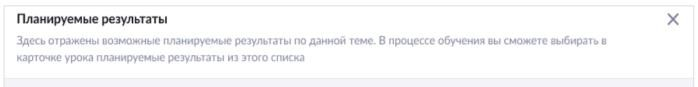 Планируемые результаты
Здесь отражены возможные планируемые результаты по данной теме. В процессе обучения вы сможете выбирать в
карточке урока планируемые результаты из этого списка